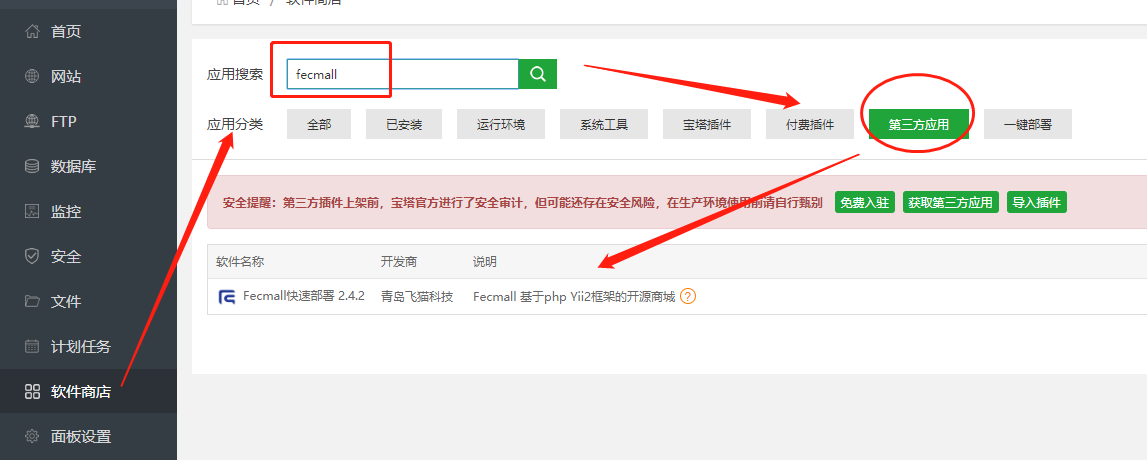 首页 / 软件商店
首页
网站
FTP
数据库
监控
安全
文件
计划任务
软件商店
面板设置
应用搜索 fecmall
应用分类 全部 已安装 运行环境 系统工具 宝塔插件 付费插件 第三方应用 一键部署
安全提醒：第三方插件上架前，宝塔官方进行了安全审计，但可能还存在安全风险，在生产环境使用前请自行甄别 免费入驻 获取第三方应用 导入插件
软件名称 开发商 说明
Fecmall快速部署 2.4.2 青岛飞猫科技 Fecmall 基于php Yii2框架的开源商城 ?